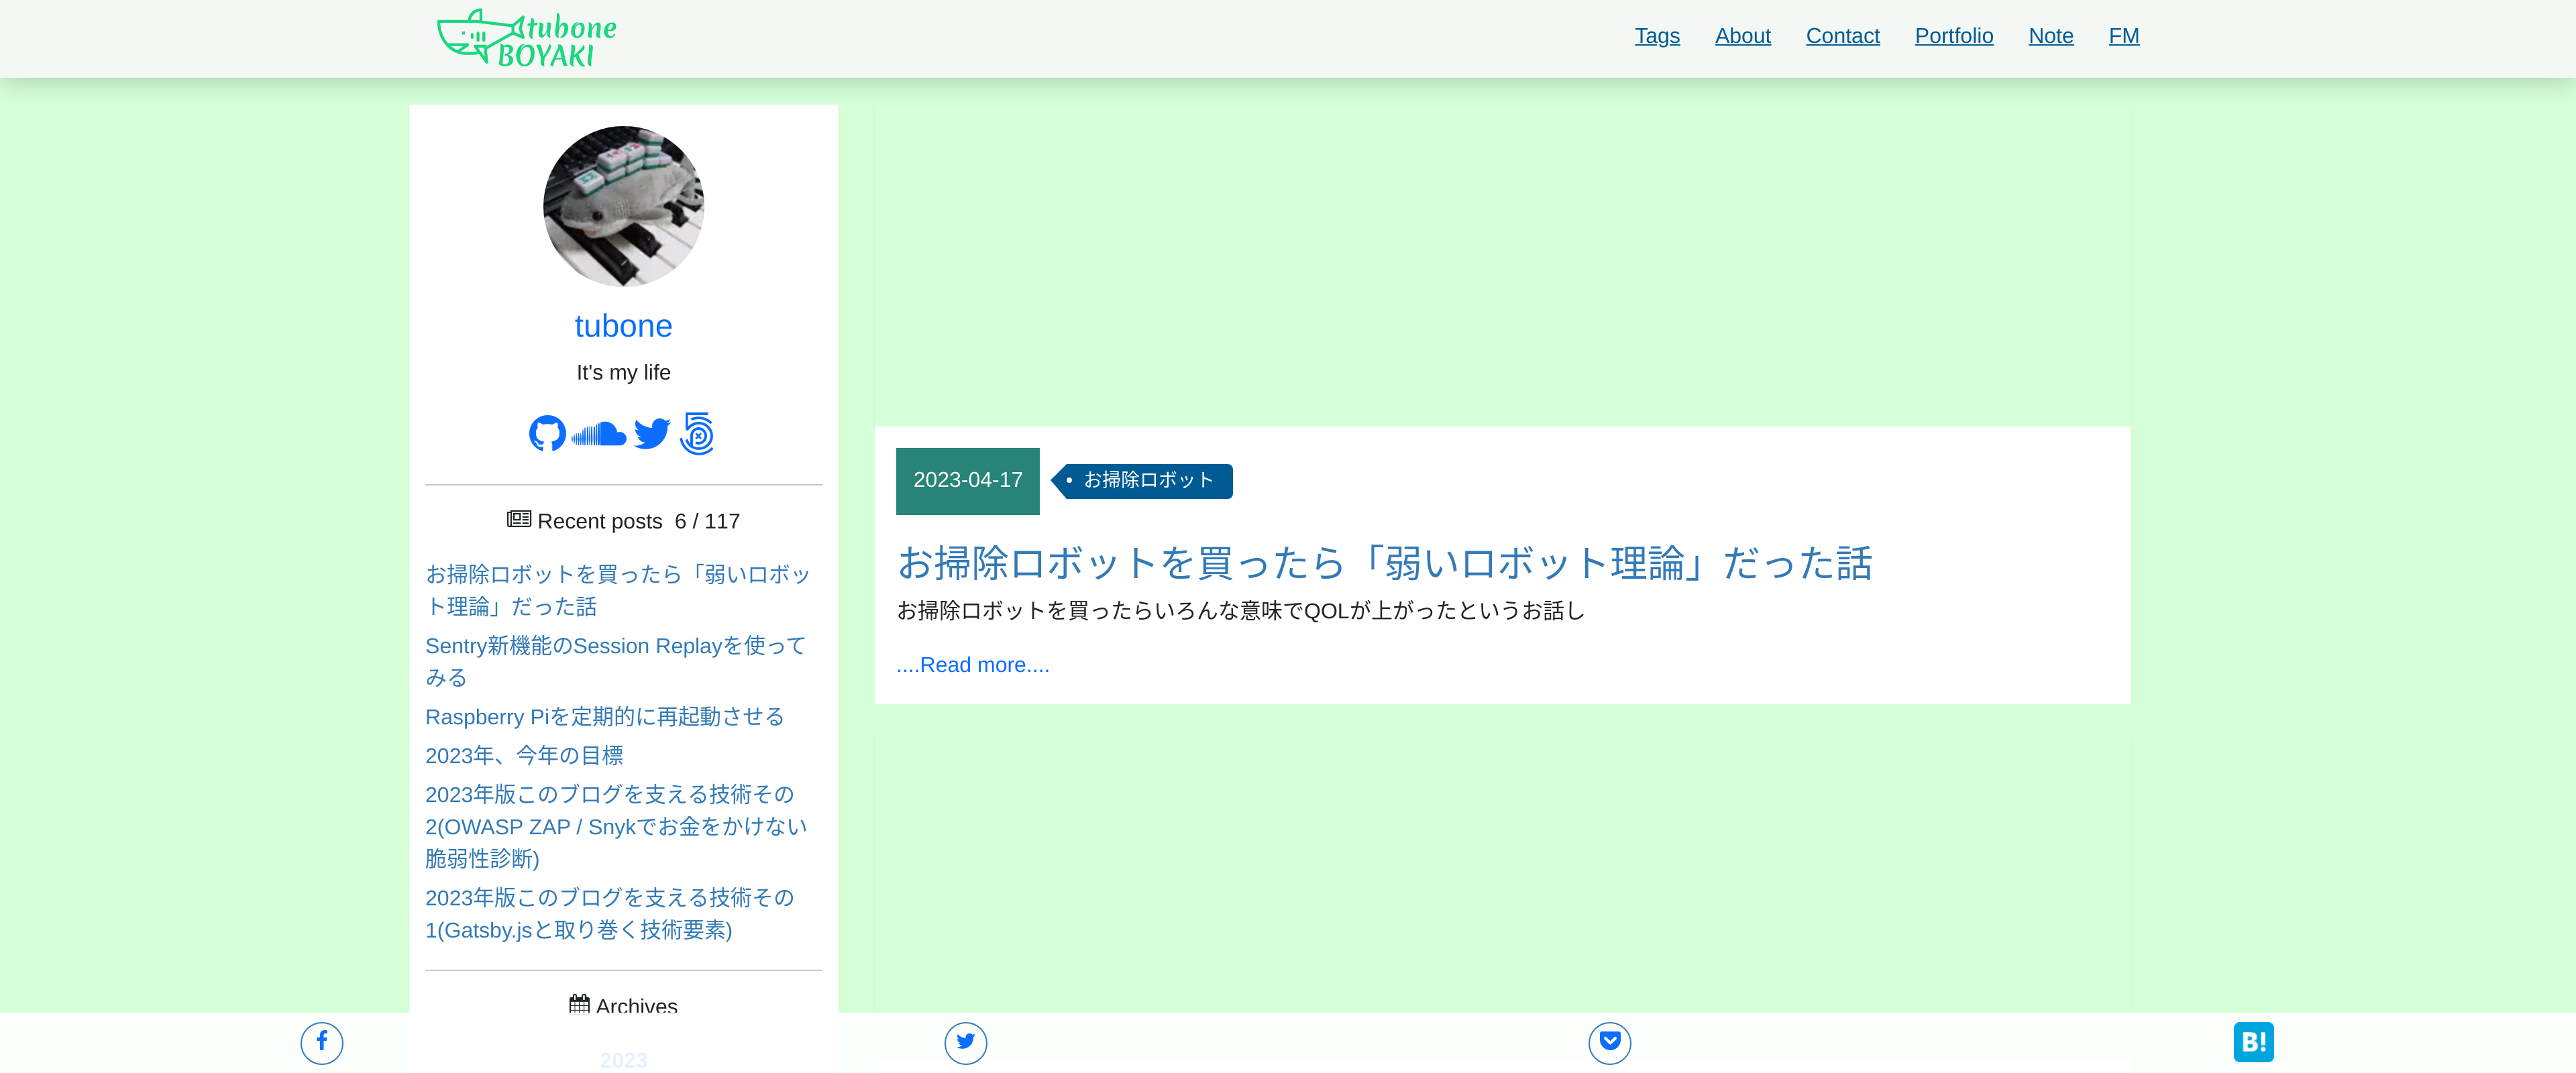 tubone
BOYAKI
Tags About Contact Portfolio Note FM
tubone
It's my life
Recent posts 6 / 117
お掃除ロボットを買ったら「弱いロボッ
ト理論」だった話
Sentry新機能のSession Replayを使って
みる
Raspberry Piを定期的に再起動させる
2023年、今年の目標
2023年版このブログを支える技術その
2(OWASP ZAP / Snykでお金をかけない
脆弱性診断)
2023年版このブログを支える技術その
1(Gatsby.jsと取り巻く技術要素)
Archives
2023
2023-04-17 お掃除ロボット
お掃除ロボットを買ったら「弱いロボット理論」だった話
お掃除ロボットを買ったらいろんな意味でQOLが上がったというお話し
....Read more....
B!